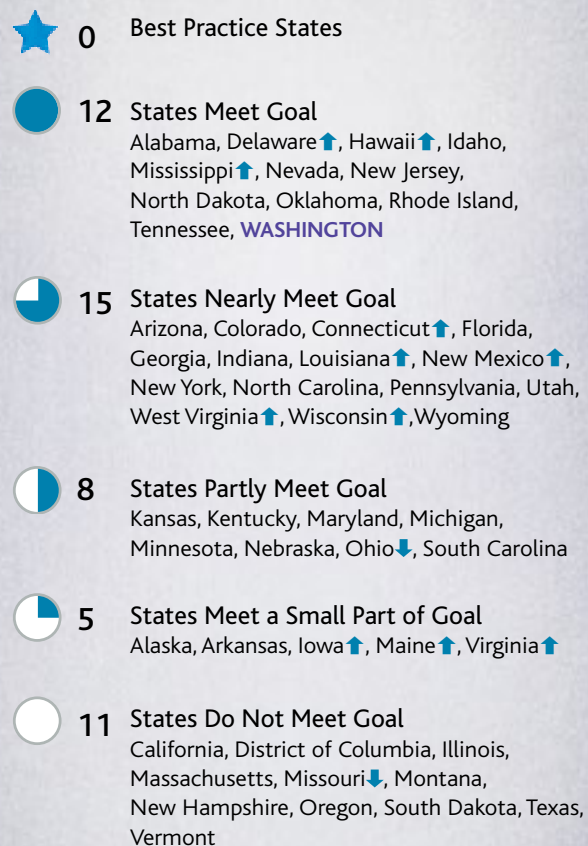 0 Best Practice States
12 States Meet Goal
Alabama, Delaware⬆, Hawaii⬆, Idaho,
Mississippi⬆, Nevada, New Jersey,
North Dakota, Oklahoma, Rhode Island,
Tennessee, WASHINGTON
15 States Nearly Meet Goal
Arizona, Colorado, Connecticut⬆, Florida,
Georgia, Indiana, Louisiana⬆, New Mexico⬆,
New York, North Carolina, Pennsylvania, Utah,
West Virginia⬆, Wisconsin⬆,Wyoming
8 States Partly Meet Goal
Kansas, Kentucky, Maryland, Michigan,
Minnesota, Nebraska, Ohio⬇, South Carolina
5 States Meet a Small Part of Goal
Alaska, Arkansas, Iowa⬆, Maine⬆, Virginia⬆
11 States Do Not Meet Goal
California, District of Columbia, Illinois,
Massachusetts, Missouri⬇, Montana,
New Hampshire, Oregon, South Dakota, Texas,
Vermont